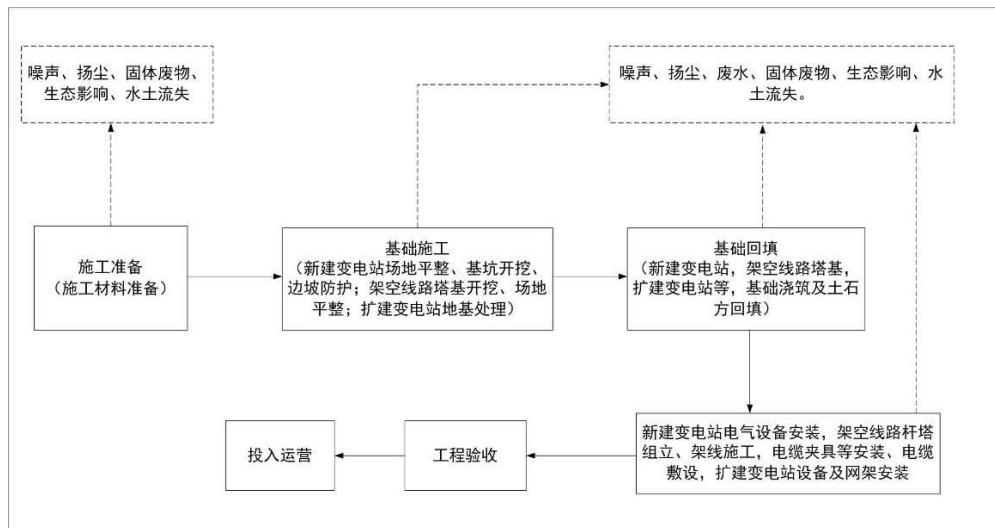 噪声、扬尘、固体废物、
生态影响、水土流失
噪声、扬尘、废水、固体废物、生态影响、水
土流失。
施工准备
（施工材料准备）
基础施工
（新建变电站场地平整、基坑开挖、
边坡防护；架空线路塔基开挖、场地
平整；扩建变电站地基处理）
基础回填
（新建变电站，架空线路塔基，
扩建变电站等，基础浇筑及土石
方回填）
新建变电站电气设备安装，架空线路杆塔
组立、架线施工，电缆夹具等安装、电缆
敷设，扩建变电站设备及网架安装
工程验收
投入运营